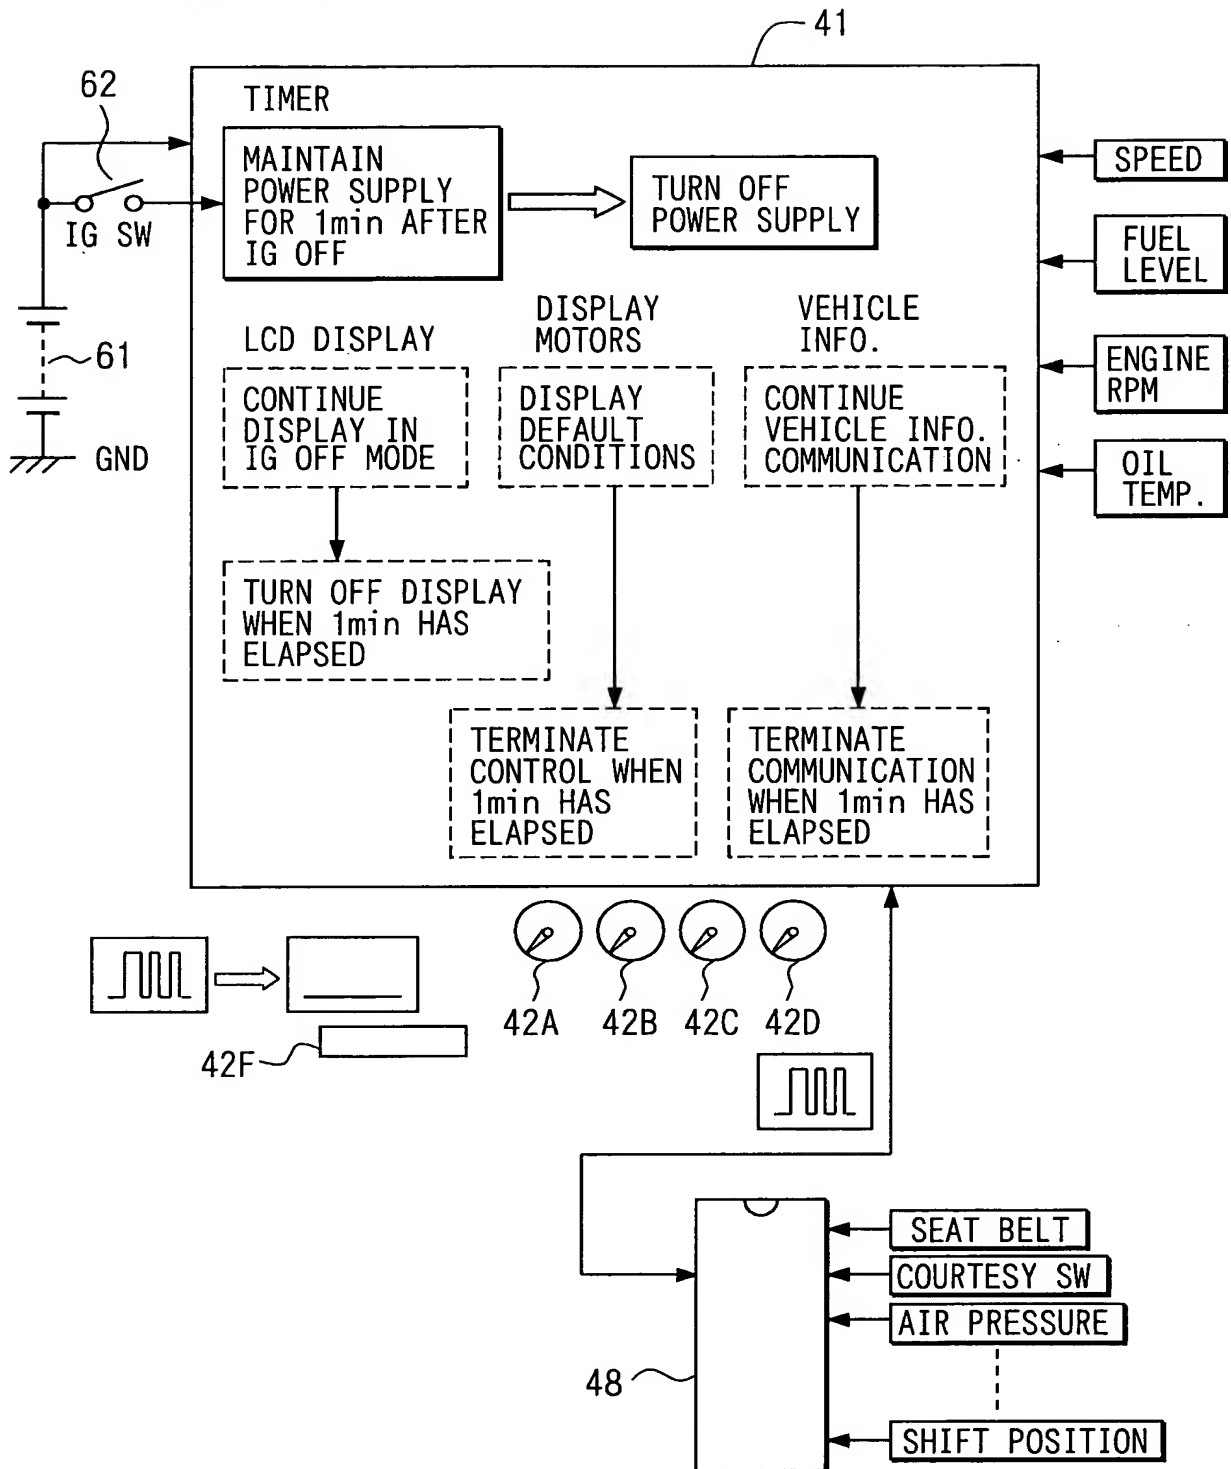 41
62
TIMER
MAINTAIN
POWER SUPPLY
FOR 1min AFTER
IG OFF
TURN OFF
POWER SUPPLY
IG SW
61
GND
SPEED
FUEL
LEVEL
ENGINE
RPM
OIL
TEMP.
LCD DISPLAY
CONTINUE
DISPLAY IN
IG OFF MODE
TURN OFF DISPLAY
WHEN 1min HAS
ELAPSED
DISPLAY
MOTORS
DISPLAY
DEFAULT
CONDITIONS
TERMINATE
CONTROL WHEN
1min HAS
ELAPSED
VEHICLE
INFO.
CONTINUE
VEHICLE INFO.
COMMUNICATION
TERMINATE
COMMUNICATION
WHEN 1min HAS
ELAPSED
42A
42B
42C
42D
42F
SEAT BELT
COURTESY SW
AIR PRESSURE
48
SHIFT POSITION